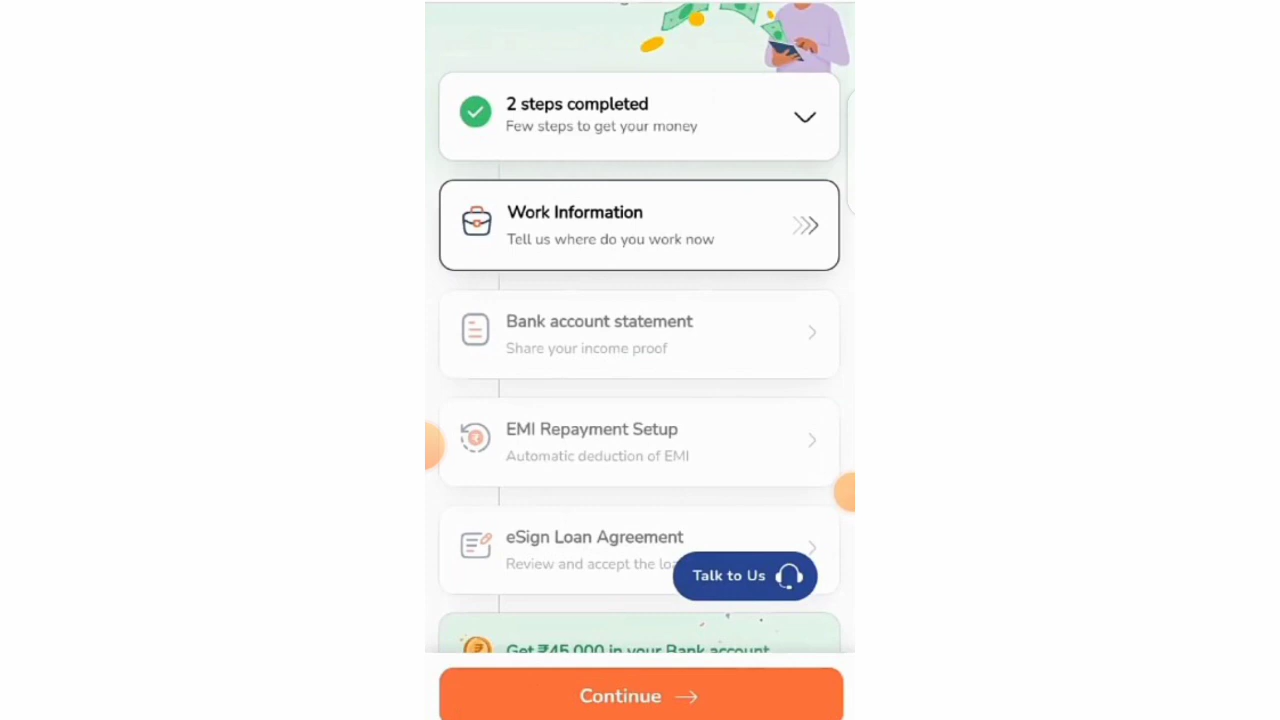 2 steps completed
Few steps to get your money
Work Information
Tell us where do you work now
Bank account statement
Share your income proof
EMI Repayment Setup
Automatic deduction of EMI
eSign Loan Agreement
Review and accept the
Talk to Us
Get ₹45,000 in your Bank account
Continue